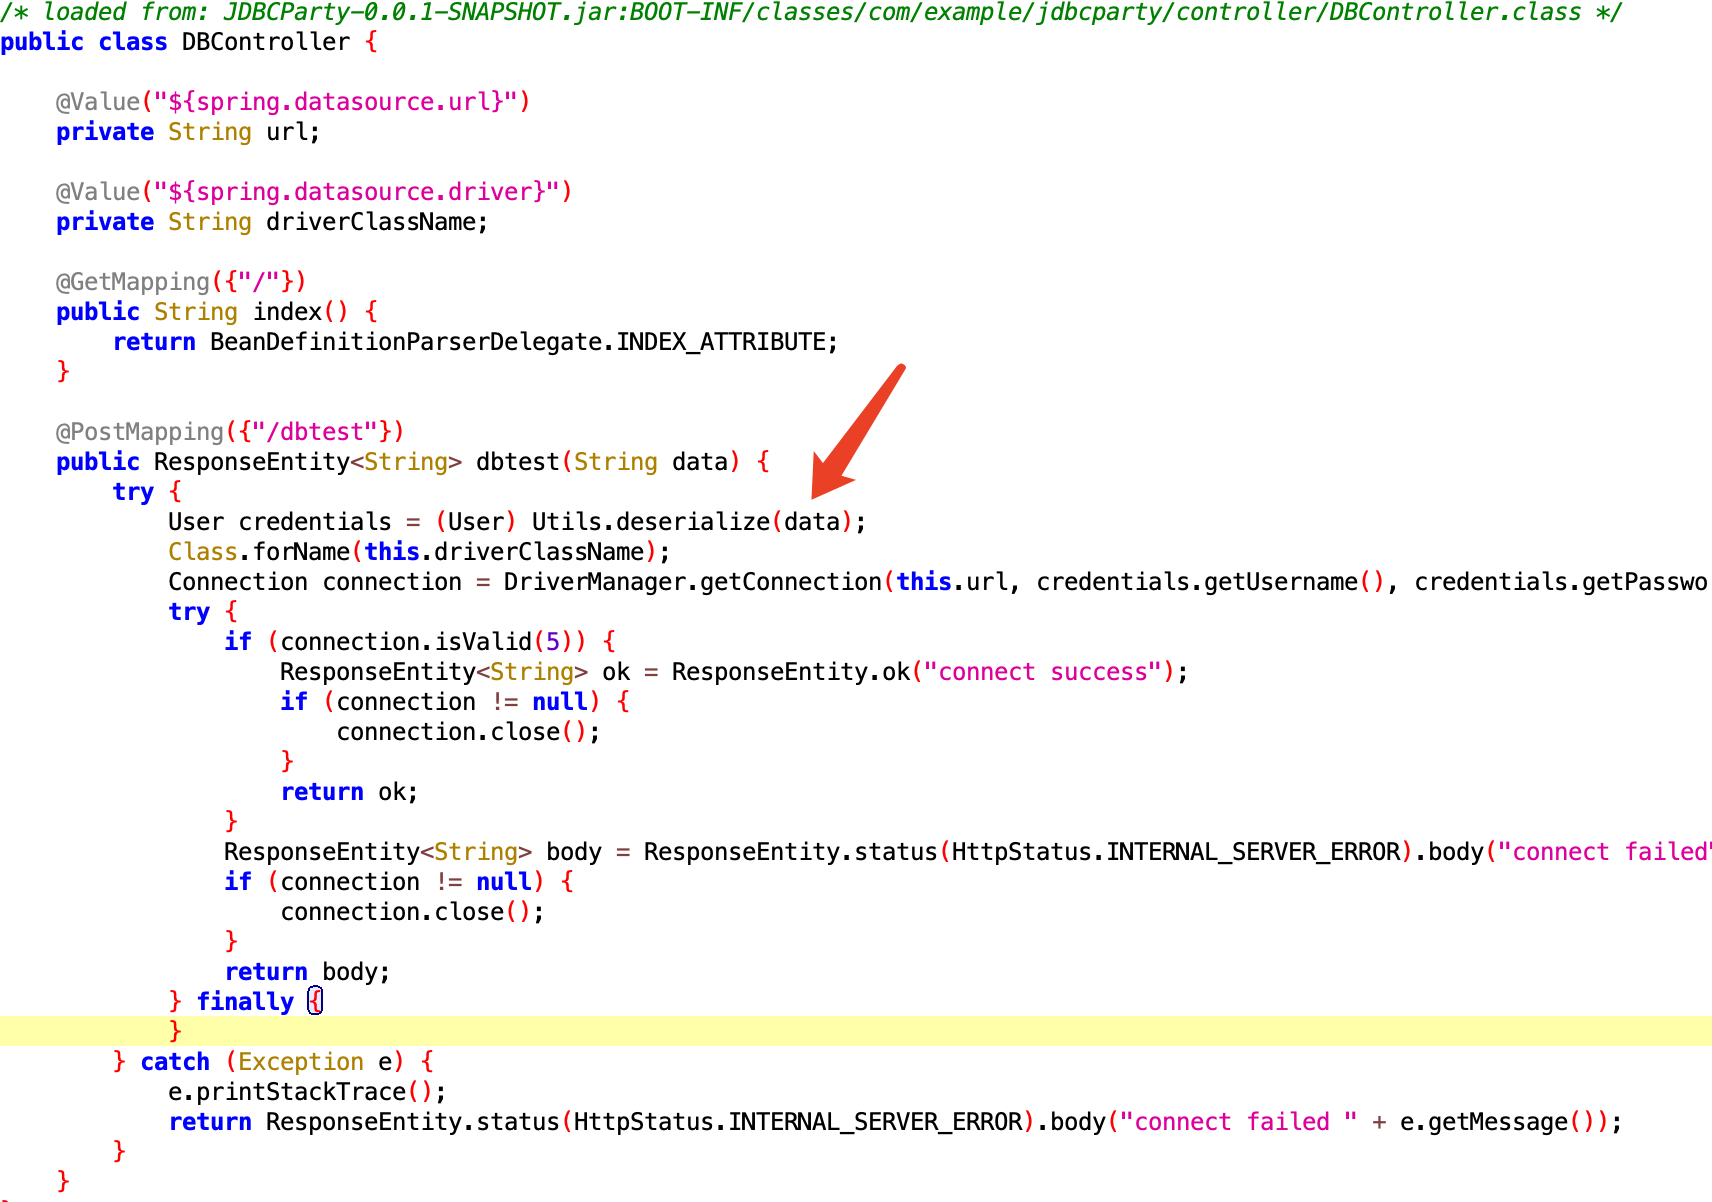 /* loaded from: JDBCParty-0.0.1-SNAPSHOT.jar:BOOT-INF/classes/com/example/jdbcparty/controller/DBController.class */
public class DBController {
    @Value("${spring.datasource.url}")
    private String url;
    @Value("${spring.datasource.driver}")
    private String driverClassName;
    @GetMapping({"/"})
    public String index() {
        return BeanDefinitionParserDelegate.INDEX_ATTRIBUTE;
    }
    @PostMapping({"/dbtest"})
    public ResponseEntity<String> dbtest(String data) {
        try {
            User credentials = (User) Utils.deserialize(data);
            Class.forName(this.driverClassName);
            Connection connection = DriverManager.getConnection(this.url, credentials.getUsername(), credentials.getPasswo
            try {
                if (connection.isValid(5)) {
                    ResponseEntity<String> ok = ResponseEntity.ok("connect success");
                    if (connection != null) {
                        connection.close();
                    }
                    return ok;
                }
                ResponseEntity<String> body = ResponseEntity.status(HttpStatus.INTERNAL_SERVER_ERROR).body("connect failed"
                if (connection != null) {
                    connection.close();
                }
                return body;
            } finally {
            }
        } catch (Exception e) {
            e.printStackTrace();
            return ResponseEntity.status(HttpStatus.INTERNAL_SERVER_ERROR).body("connect failed " + e.getMessage());
        }
    }